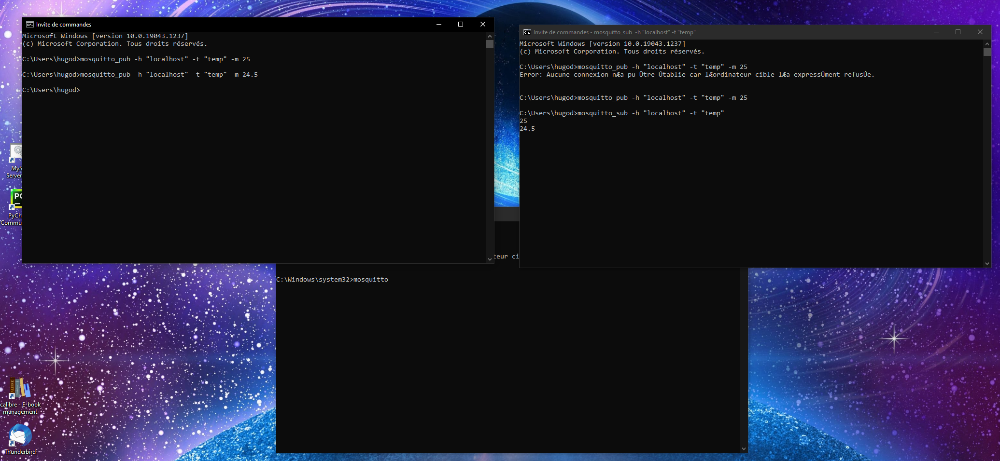 Invite de commandes
Microsoft Windows [version 10.0.19043.1237]
(c) Microsoft Corporation. Tous droits réservés.
C:\Users\hugod>mosquitto_pub -h "localhost" -t "temp" -m 25
C:\Users\hugod>mosquitto_pub -h "localhost" -t "temp" -m 24.5
C:\Users\hugod>
Invite de commandes - mosquitto_sub -h "localhost" -t "temp"
Microsoft Windows [version 10.0.19043.1237]
(c) Microsoft Corporation. Tous droits réservés.
C:\Users\hugod>mosquitto_pub -h "localhost" -t "temp" -m 25
Error: Aucune connexion nÆa pu Ûtre Útablie car lÆordinateur cible lÆa expressÚment refusÚe.
C:\Users\hugod>mosquitto_pub -h "localhost" -t "temp" -m 25
C:\Users\hugod>mosquitto_sub -h "localhost" -t "temp"
25
24.5
teur ci
C:\Windows\system32>mosquitto
MyS
Server
PC
PyCh
Commu
CALIBRE
calibre - E-book
management
Thunderbird